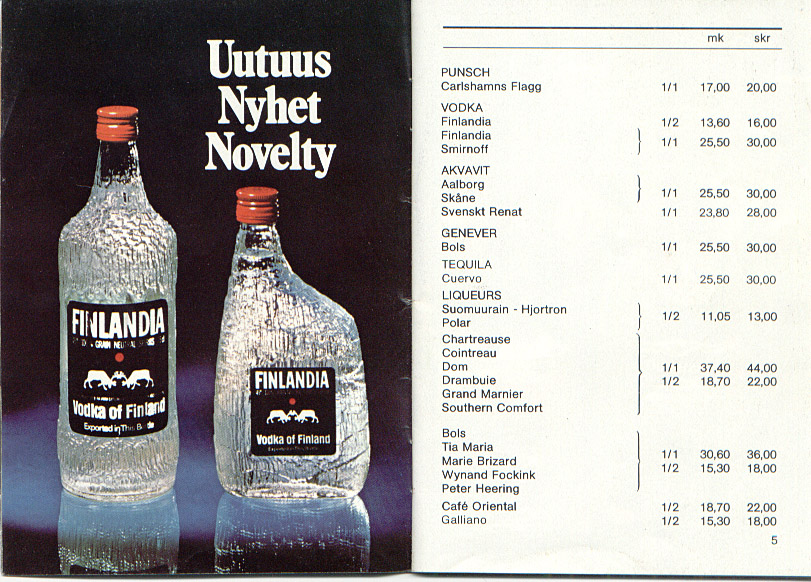 Uutuus
Nyhet
Novelty
FINLANDIA
Vodka of Finland
FINLANDIA
Vodka of Finland
mk skr
PUNSCH
Carlshamns Flagg 1/1 17,00 20,00
VODKA
Finlandia 1/2 13,60 16,00
Finlandia
Smirnoff 1/1 25,50 30,00
AKVAVIT
Aalborg
Skåne 1/1 25,50 30,00
Svenskt Renat 1/1 23,80 28,00
GENEVER
Bols 1/1 25,50 30,00
TEQUILA
Cuervo 1/1 25,50 30,00
LIQUEURS
Suomuurain - Hjortron
Polar 1/2 11,05 13,00
Chartreause
Cointreau
Dom 1/1 37,40 44,00
Drambuie 1/2 18,70 22,00
Grand Marnier
Southern Comfort
Bols
Tia Maria
Marie Brizard 1/1 30,60 36,00
Wynand Fockink 1/2 15,30 18,00
Peter Heering
Café Oriental 1/2 18,70 22,00
Galliano 1/2 15,30 18,00
5